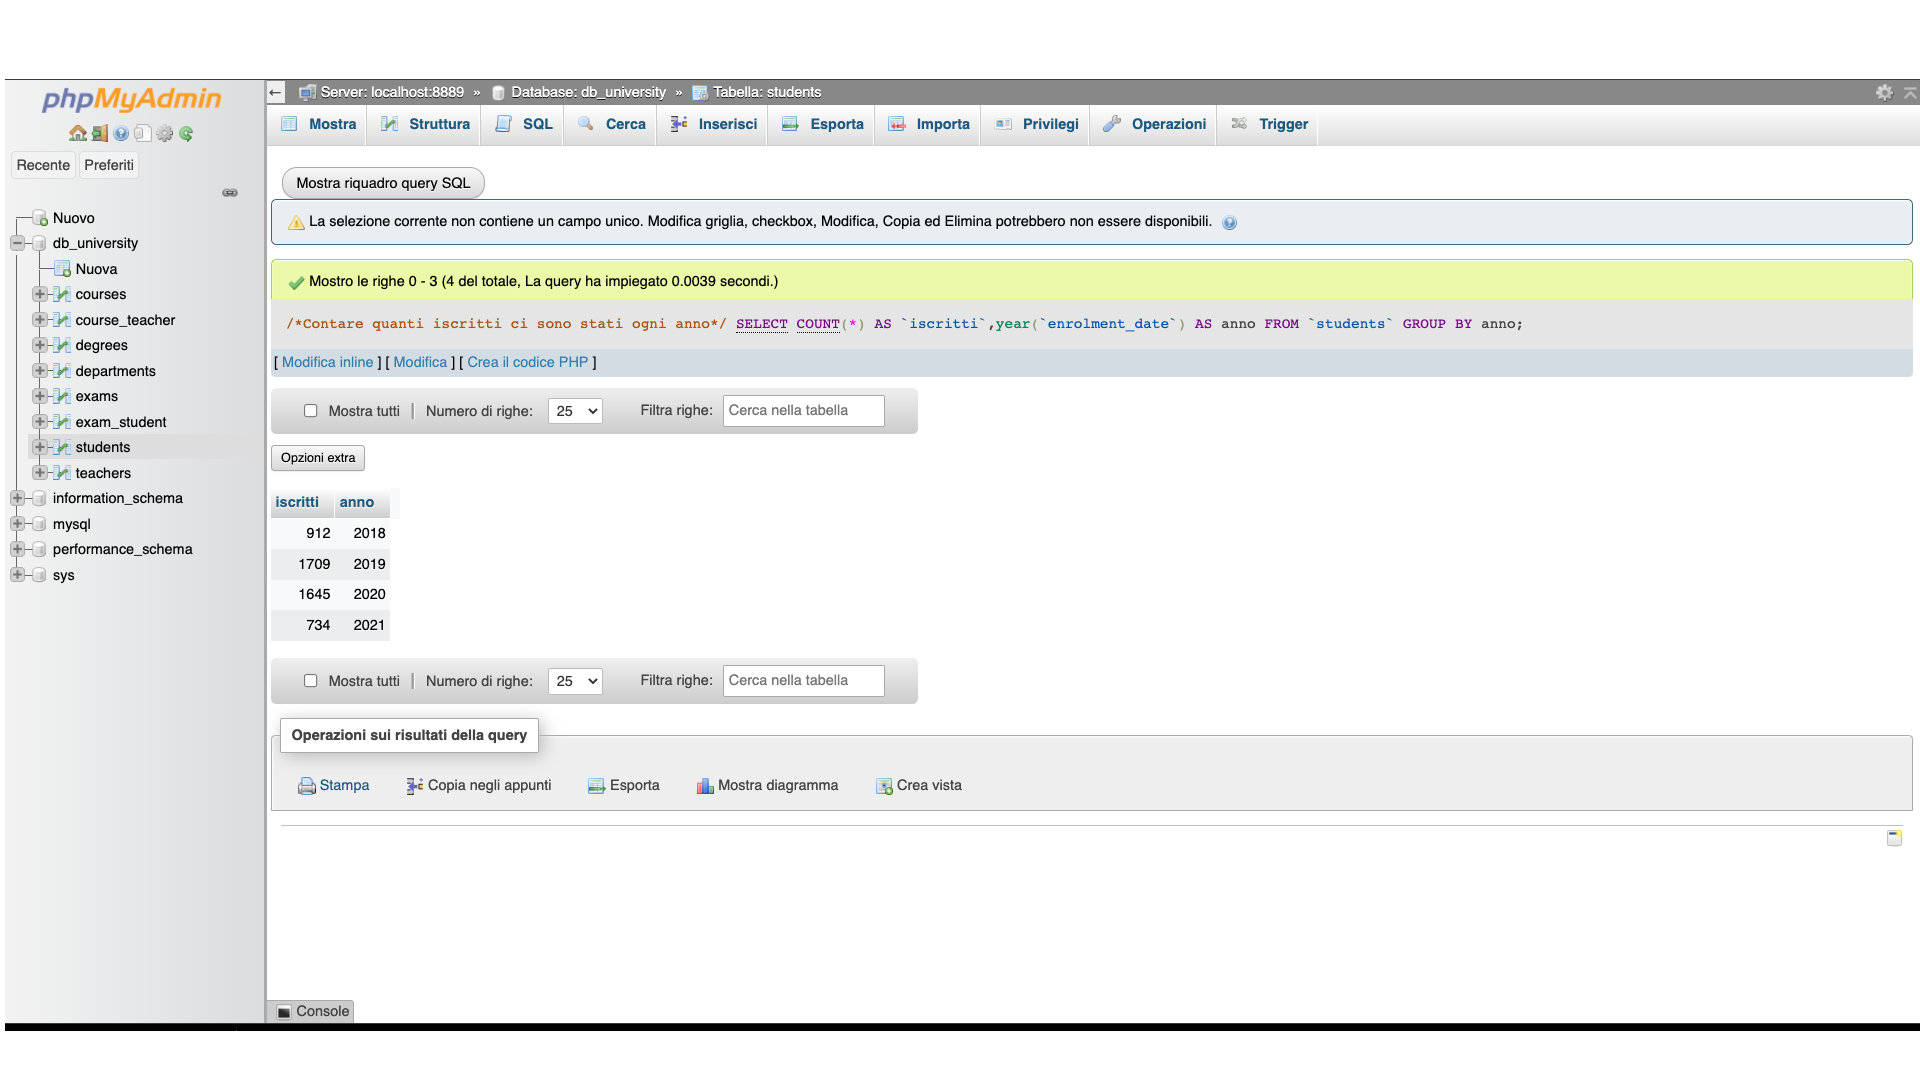 phpMyAdmin
Recente Preferiti
Nuovo
db_university
Nuova
courses
course_teacher
degrees
departments
exams
exam_student
students
teachers
information_schema
mysql
performance_schema
sys
Server: localhost:8889 » Database: db_university » Tabella: students
Mostra Struttura SQL Cerca Inserisci Esporta Importa Privilegi Operazioni Trigger
Mostra riquadro query SQL
La selezione corrente non contiene un campo unico. Modifica griglia, checkbox, Modifica, Copia ed Elimina potrebbero non essere disponibili.
Mostro le righe 0 - 3 (4 del totale, La query ha impiegato 0.0039 secondi.)
/*Contare quanti iscritti ci sono stati ogni anno*/ SELECT COUNT(*) AS `iscritti`,year(`enrolment_date`) AS anno FROM `students` GROUP BY anno;
[ Modifica inline ] [ Modifica ] [ Crea il codice PHP ]
Mostra tutti | Numero di righe: 25 Filtra righe: Cerca nella tabella
Opzioni extra
iscritti anno
912 2018
1709 2019
1645 2020
734 2021
Mostra tutti | Numero di righe: 25 Filtra righe: Cerca nella tabella
Operazioni sui risultati della query
Stampa Copia negli appunti Esporta Mostra diagramma Crea vista
Console